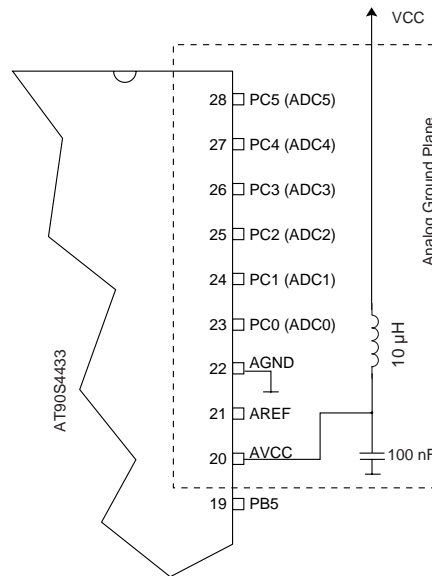 VCC
28 PC5 (ADC5)
27 PC4 (ADC4)
26 PC3 (ADC3)
25 PC2 (ADC2)
24 PC1 (ADC1)
23 PC0 (ADC0)
22 AGND
21 AREF
20 AVCC
19 PB5
AT90S4433
Analog Ground Plane
10 µH
100 nF